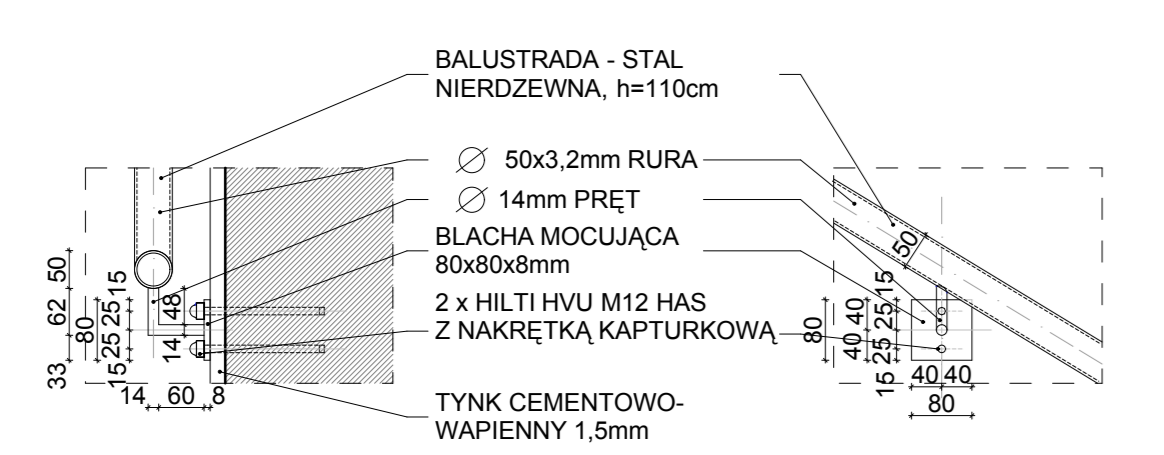 BALUSTRADA - STAL
NIERDZEWNA, h=110cm
50x3,2mm RURA
14mm PRĘT
BLACHA MOCUJĄCA
80x80x8mm
2 x HILTI HVU M12 HAS
Z NAKRĘTKĄ KAPTURKOWĄ
TYNK CEMENTOWO-
WAPIENNY 1,5mm
50
62
33
80
15
25
25
15
48
14
14
60
8
50
80
40
40
15
25
25
15
40
40
80